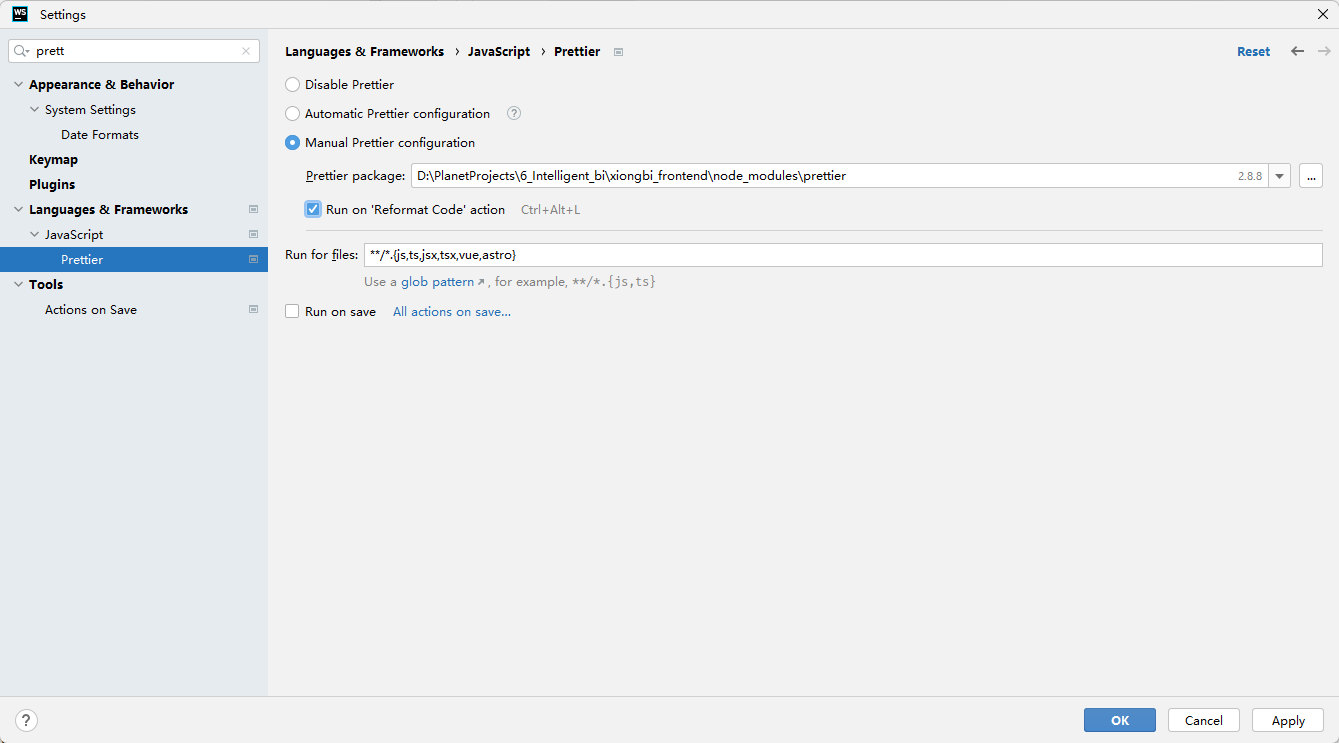 WS Settings
prett
Appearance & Behavior
System Settings
Date Formats
Keymap
Plugins
Languages & Frameworks
JavaScript
Prettier
Tools
Actions on Save
Languages & Frameworks › JavaScript › Prettier
Reset
Disable Prettier
Automatic Prettier configuration ?
Manual Prettier configuration
Prettier package: D:\PlanetProjects\6_Intelligent_bi\xiongbi_frontend\node_modules\prettier 2.8.8 ...
Run on 'Reformat Code' action Ctrl+Alt+L
Run for files: **/*.{js,ts,jsx,tsx,vue,astro}
Use a glob pattern ↗, for example, **/*.{js,ts}
Run on save All actions on save...
? OK Cancel Apply